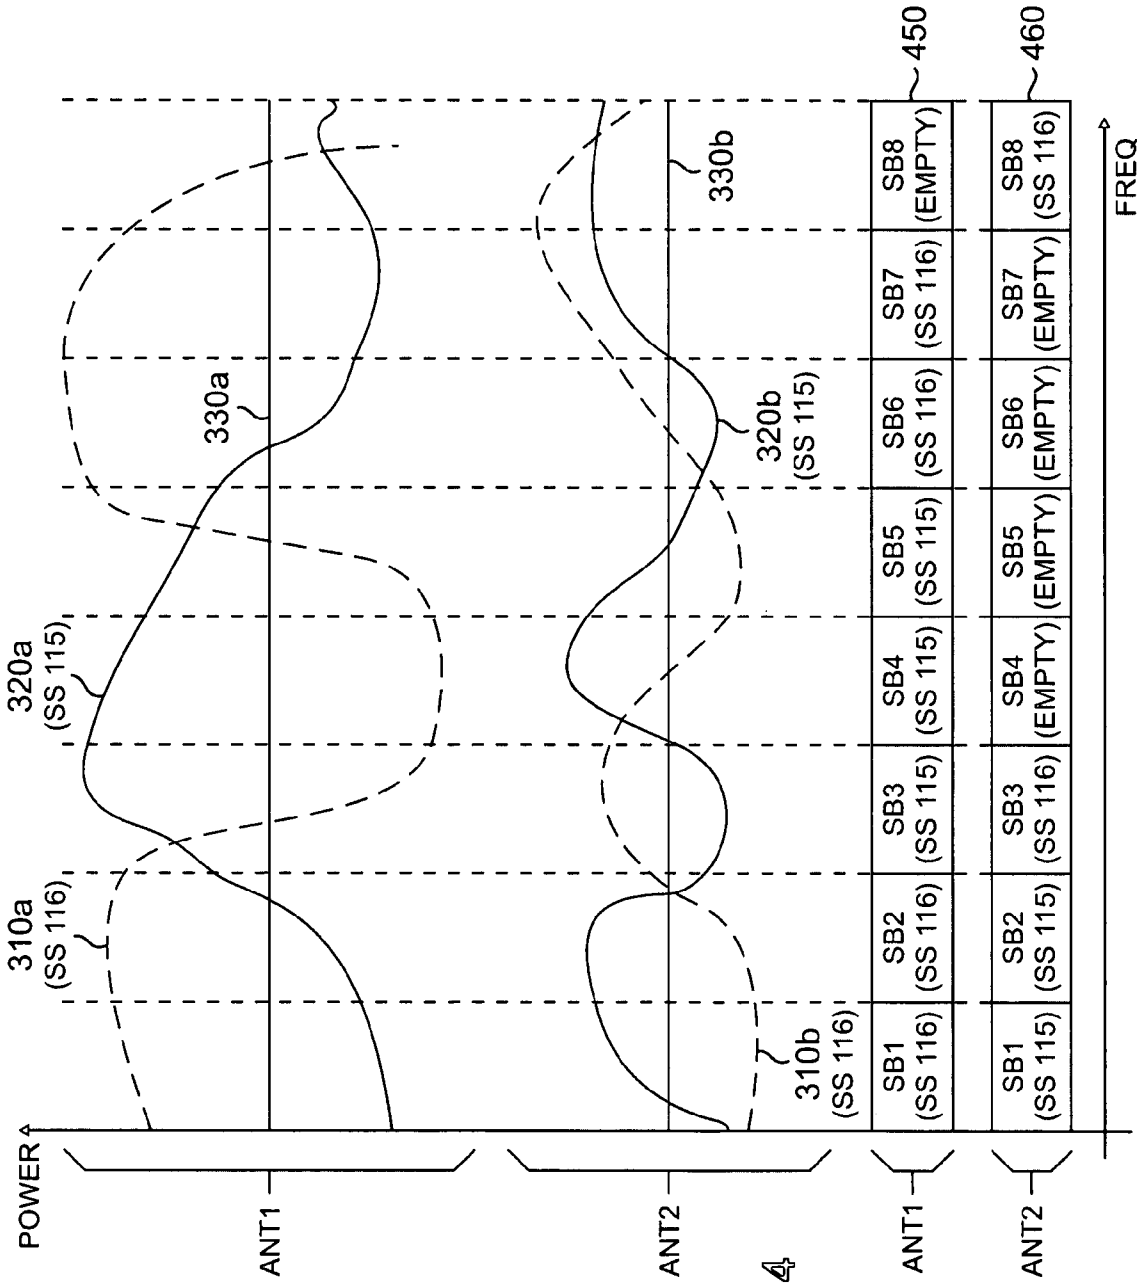 POWER
ANT1
310a
(SS 116)
320a
(SS 115)
330a
ANT2
310b
(SS 116)
320b
(SS 115)
330b
ANT1
SB1
(SS 116)
SB2
(SS 116)
SB3
(SS 115)
SB4
(SS 115)
SB5
(SS 115)
SB6
(SS 116)
SB7
(SS 116)
SB8
(EMPTY)
450
ANT2
SB1
(SS 115)
SB2
(SS 115)
SB3
(SS 116)
SB4
(EMPTY)
SB5
(EMPTY)
SB6
(EMPTY)
SB7
(EMPTY)
SB8
(SS 116)
460
FREQ
4